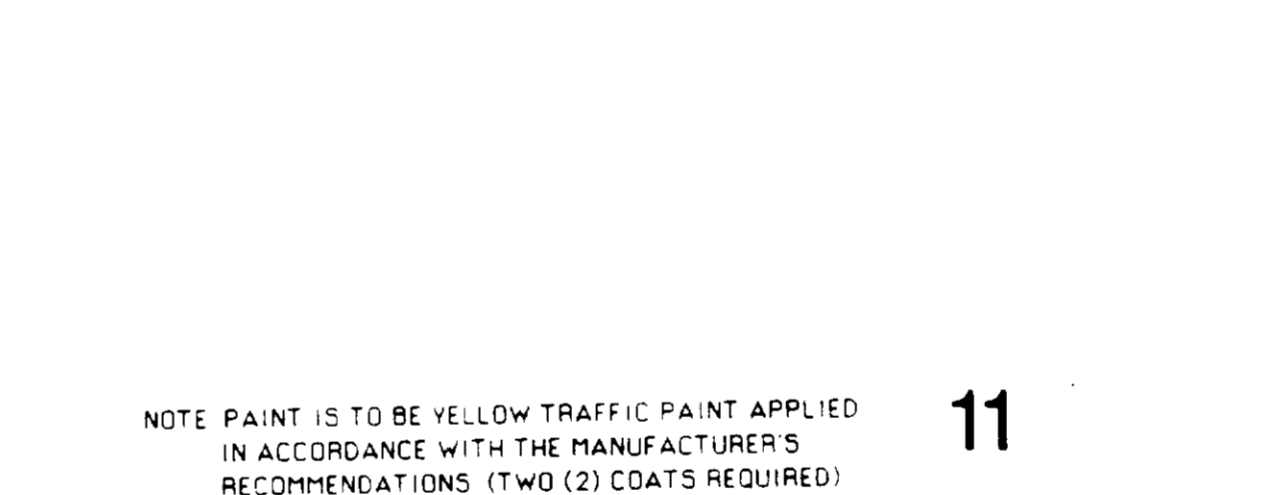 NOTE PAINT IS TO BE YELLOW TRAFFIC PAINT APPLIED
IN ACCORDANCE WITH THE MANUFACTURER'S
RECOMMENDATIONS (TWO (2) COATS REQUIRED)
11